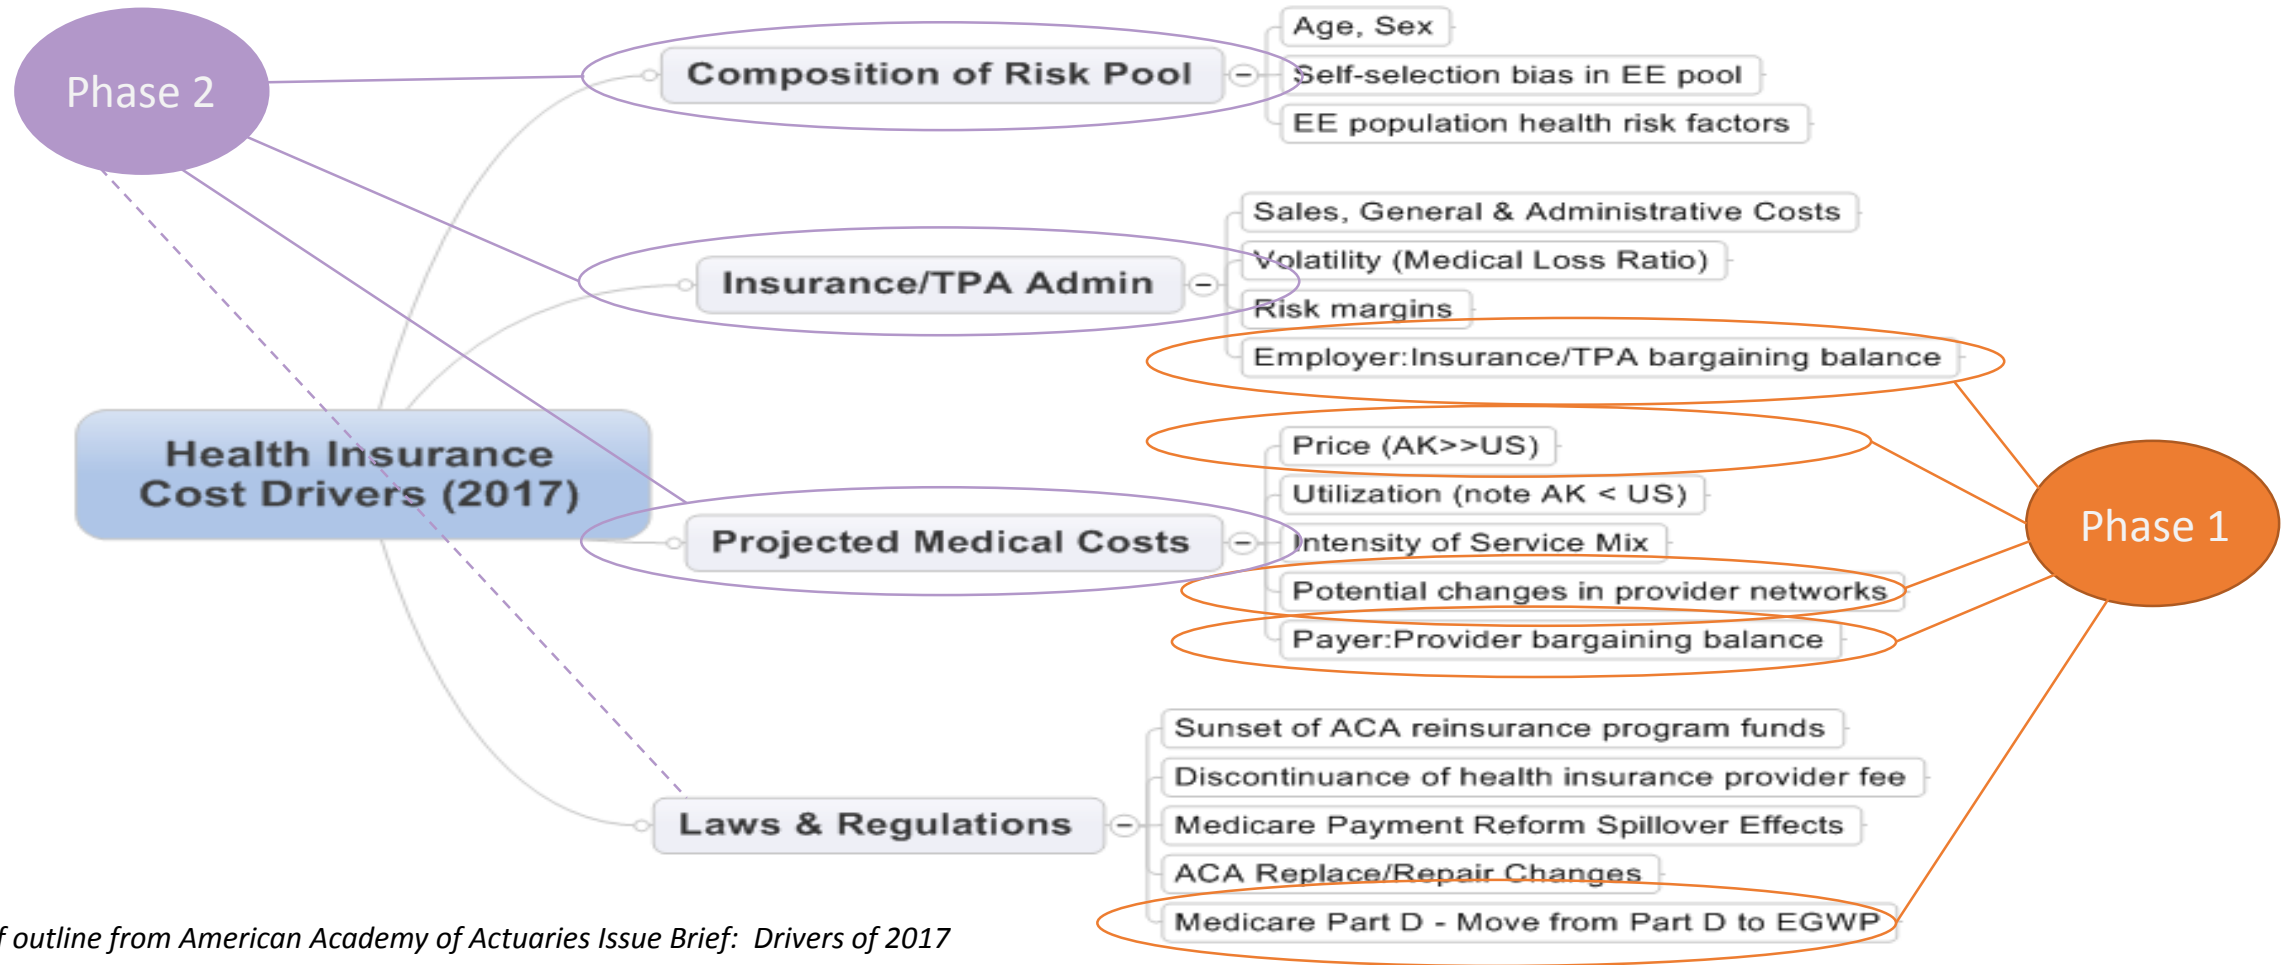 Phase 2
Composition of Risk Pool
Age, Sex
Self-selection bias in EE pool
EE population health risk factors
Insurance/TPA Admin
Sales, General & Administrative Costs
Volatility (Medical Loss Ratio)
Risk margins
Employer:Insurance/TPA bargaining balance
Health Insurance
Cost Drivers (2017)
Projected Medical Costs
Price (AK>>US)
Utilization (note AK < US)
Intensity of Service Mix
Potential changes in provider networks
Payer:Provider bargaining balance
Phase 1
Laws & Regulations
Sunset of ACA reinsurance program funds
Discontinuance of health insurance provider fee
Medicare Payment Reform Spillover Effects
ACA Replace/Repair Changes
Medicare Part D - Move from Part D to EGWP
outline from American Academy of Actuaries Issue Brief: Drivers of 2017